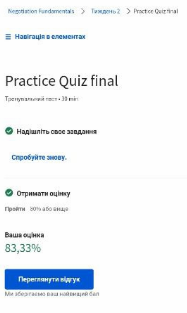 Negotiation Fundamentals > Тиждень 2 > Practice Quiz final
Навігація в елементах
Practice Quiz final
Тренувальний тест • 30 min
Надішліть своє завдання
Спробуйте знову.
Отримати оцінку
Пройти 80% або вище
Ваша оцінка
83,33%
Переглянути відгук
Ми зберігаємо ваш найвищий бал